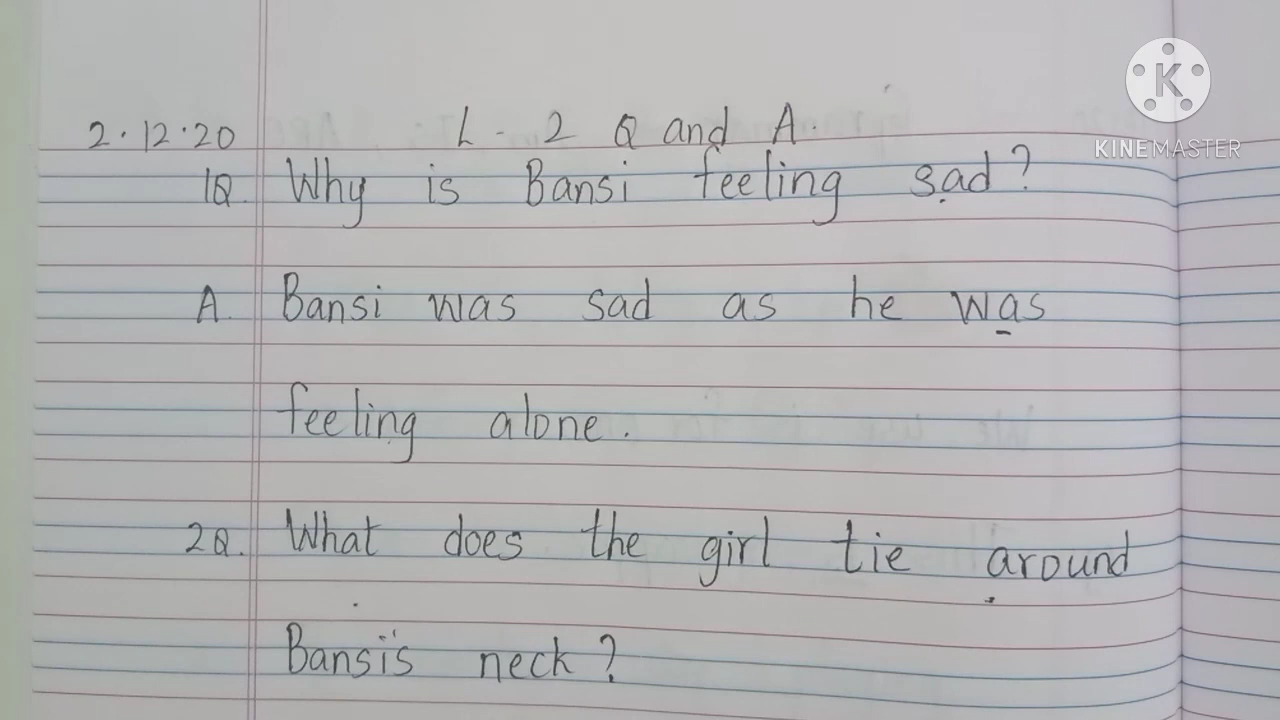 2.12.20 L - 2 Q and A.
1Q. Why is Bansi feeling sad?
A. Bansi was sad as he was
feeling alone.
2Q. What does the girl tie around
Bansi's neck?
K
KINEMASTER